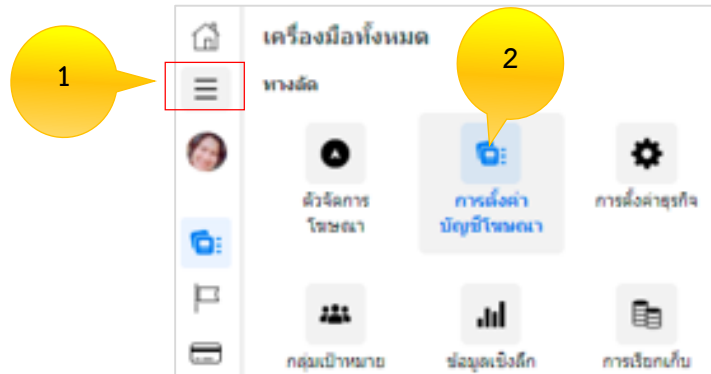 เครื่องมือทั้งหมด
1
2
ทางลัด
ตัวจัดการ
โฆษณา
การตั้งค่า
บัญชีโฆษณา
การตั้งค่าธุรกิจ
กลุ่มเป้าหมาย
ข้อมูลเชิงลึก
การเรียกเก็บ